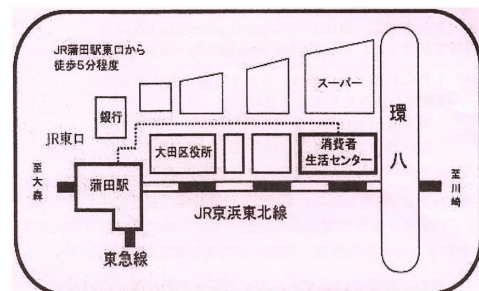 JR蒲田駅東口から
徒歩5分程度
スーパー
環八
銀行
JR東口
大田区役所
消費者
生活センター
至大森
蒲田駅
至川崎
JR京浜東北線
東急線